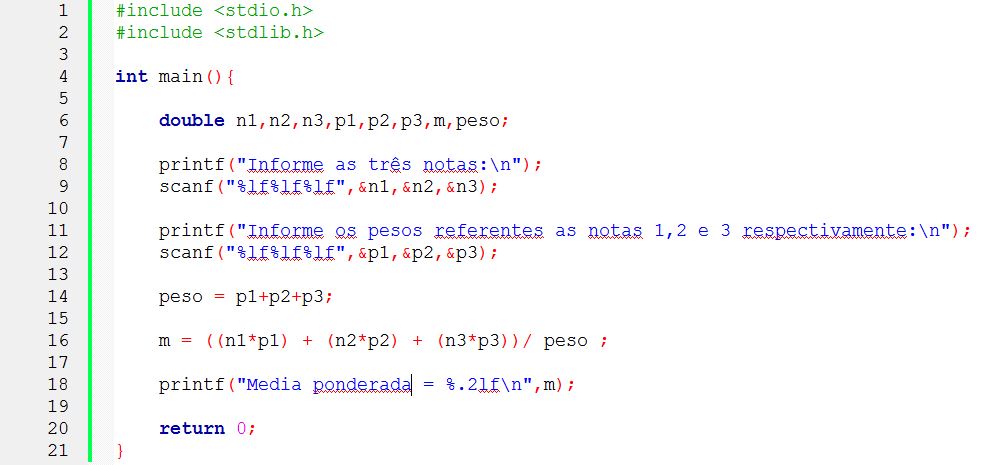 1 #include <stdio.h>
2 #include <stdlib.h>
3
4 int main(){
5
6 double n1,n2,n3,p1,p2,p3,m,peso;
7
8 printf("Informe as três notas:\n");
9 scanf("%lf%lf%lf",&n1,&n2,&n3);
10
11 printf("Informe os pesos referentes as notas 1,2 e 3 respectivamente:\n");
12 scanf("%lf%lf%lf",&p1,&p2,&p3);
13
14 peso = p1+p2+p3;
15
16 m = ((n1*p1) + (n2*p2) + (n3*p3))/ peso ;
17
18 printf("Media ponderada = %.2lf\n",m);
19
20 return 0;
21 }